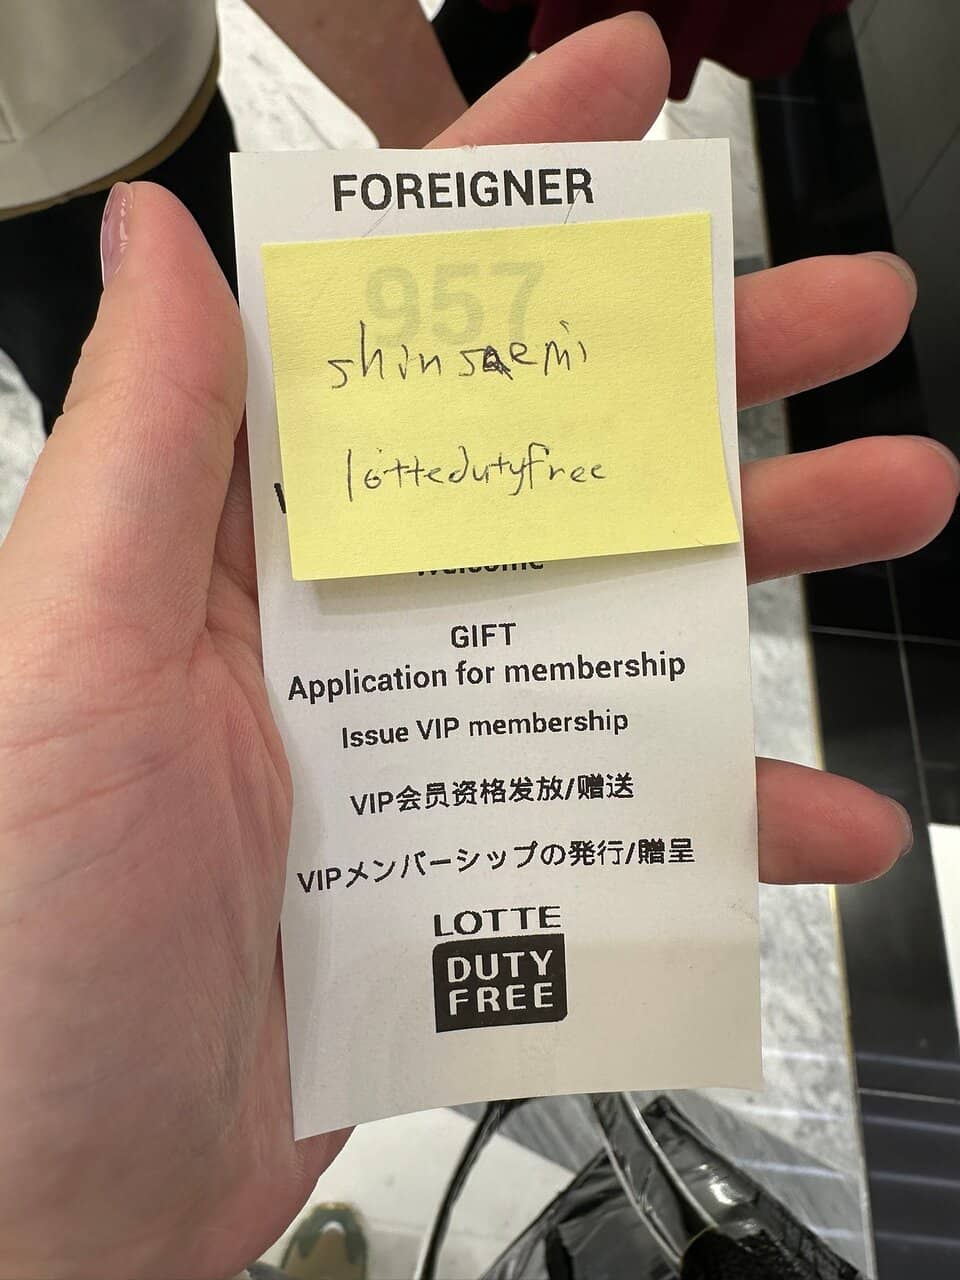 FOREIGNER
957
shinsaemi
lottedutyfree
Welcome
GIFT
Application for membership
Issue VIP membership
VIP会员资格发放/赠送
VIPメンバーシップの発行/贈呈
LOTTE
DUTY
FREE